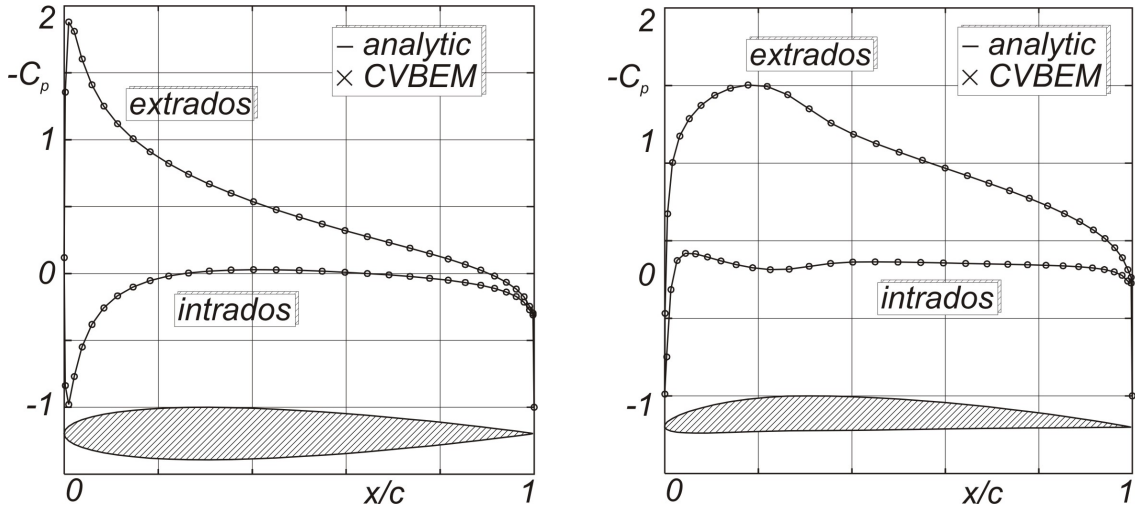 2
-Cp
1
0
-1
extrados
– analytic
× CVBEM
intrados
0
x/c
1
2
-Cp
1
0
-1
extrados
– analytic
× CVBEM
intrados
0
x/c
1